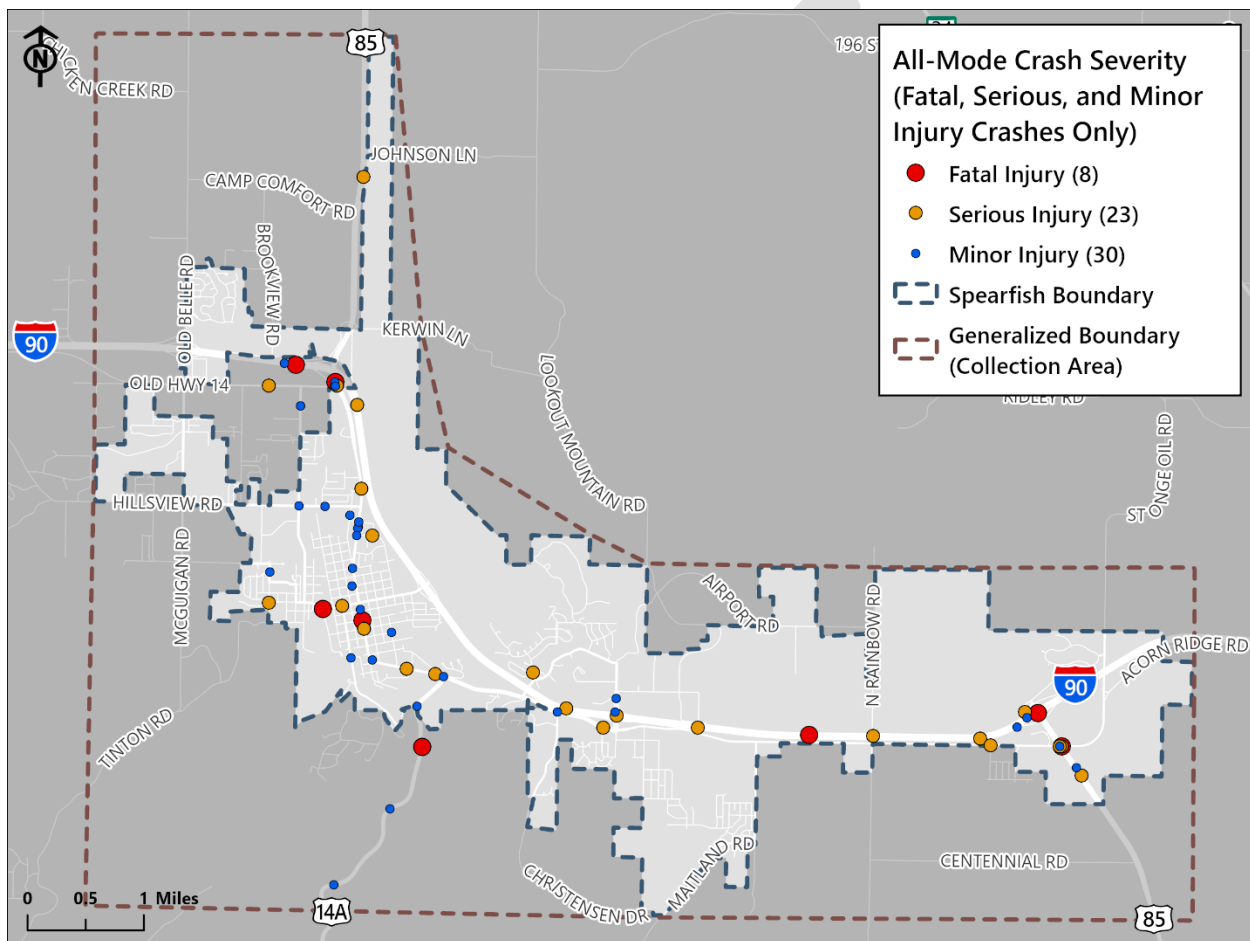 N
85
196 S
CHICKEN CREEK RD
All-Mode Crash Severity
(Fatal, Serious, and Minor
Injury Crashes Only)
Fatal Injury (8)
Serious Injury (23)
Minor Injury (30)
Spearfish Boundary
Generalized Boundary
(Collection Area)
JOHNSON LN
CAMP COMFORT RD
BROOKVIEW RD
OLD BELLE RD
KERWIN LN
90
OLD HWY 14
LOOKOUT MOUNTAIN RD
RIDLEY RD
ST ONGE OIL RD
HILLSVIEW RD
MCGUIGAN RD
AIRPORT RD
N RAINBOW RD
ACORN RIDGE RD
90
TINTON RD
CHRISTENSEN DR
MAITLAND RD
CENTENNIAL RD
0 0.5 1 Miles
14A
85